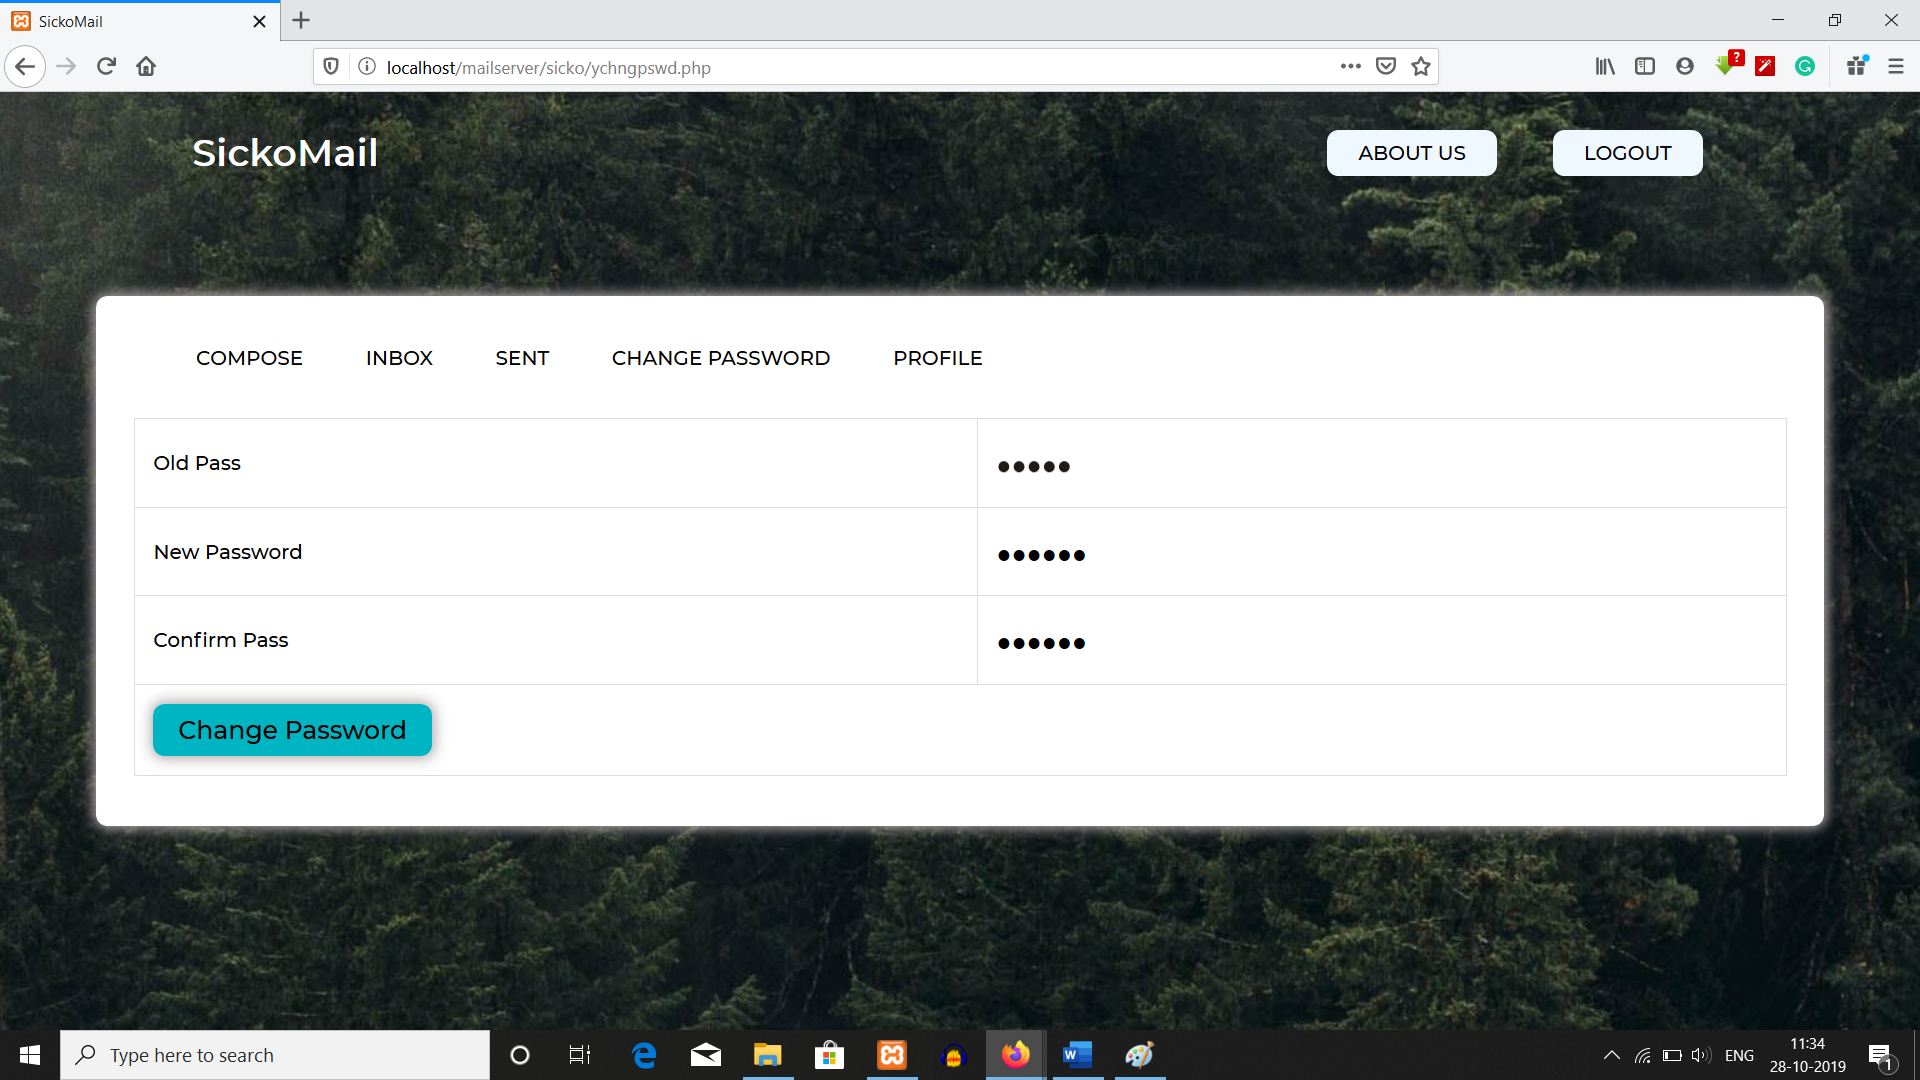 SickoMail
localhost/mailserver/sicko/ychngpswd.php
?
SickoMail
ABOUT US
LOGOUT
COMPOSE
INBOX
SENT
CHANGE PASSWORD
PROFILE
Old Pass
●●●●●
New Password
●●●●●●
Confirm Pass
●●●●●●
Change Password
Type here to search
ENG
11:34
28-10-2019
1